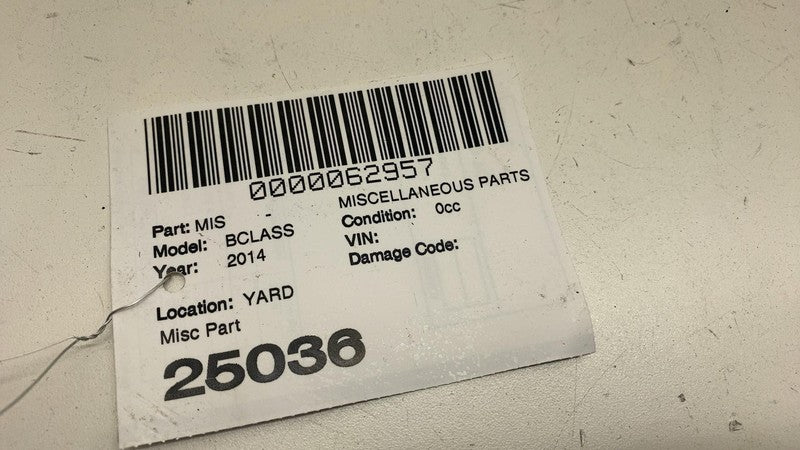 0000062957
Part: MIS - MISCELLANEOUS PARTS
Model: BCLASS Condition: 0cc
Year: 2014 VIN:
Damage Code:
Location: YARD
Misc Part
25036